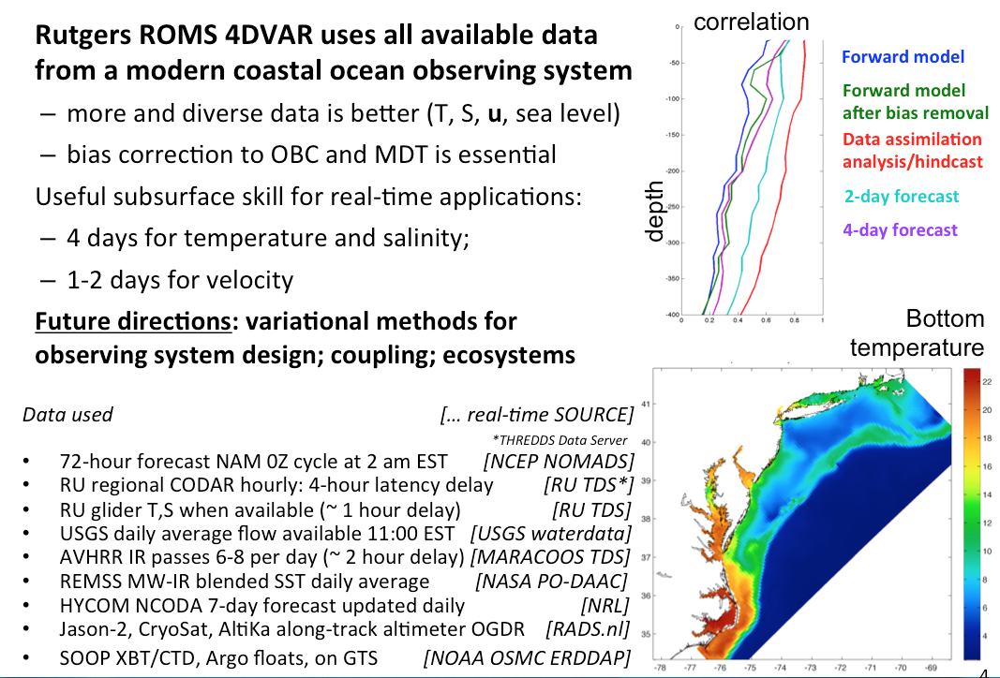 Rutgers ROMS 4DVAR uses all available data
from a modern coastal ocean observing system
– more and diverse data is better (T, S, u, sea level)
– bias correction to OBC and MDT is essential
Useful subsurface skill for real-time applications:
– 4 days for temperature and salinity;
– 1-2 days for velocity
Future directions: variational methods for
observing system design; coupling; ecosystems
Data used [... real-time SOURCE]
*THREDDS Data Server
• 72-hour forecast NAM 0Z cycle at 2 am EST [NCEP NOMADS]
• RU regional CODAR hourly: 4-hour latency delay [RU TDS*]
• RU glider T,S when available (~ 1 hour delay) [RU TDS]
• USGS daily average flow available 11:00 EST [USGS waterdata]
• AVHRR IR passes 6-8 per day (~ 2 hour delay) [MARACOOS TDS]
• REMSS MW-IR blended SST daily average [NASA PO-DAAC]
• HYCOM NCODA 7-day forecast updated daily [NRL]
• Jason-2, CryoSat, AltiKa along-track altimeter OGDR [RADS.nl]
• SOOP XBT/CTD, Argo floats, on GTS [NOAA OSMC ERDDAP]
correlation
depth
0
-50
-100
-150
-200
-250
-300
-350
-400
0 0.2 0.4 0.6 0.8 1
Forward model
Forward model
after bias removal
Data assimilation
analysis/hindcast
2-day forecast
4-day forecast
Bottom
temperature
41
40
39
38
37
36
35
-78 -77 -76 -75 -74 -73 -72 -71 -70 -69
22
20
18
16
14
12
10
8
6
4
4